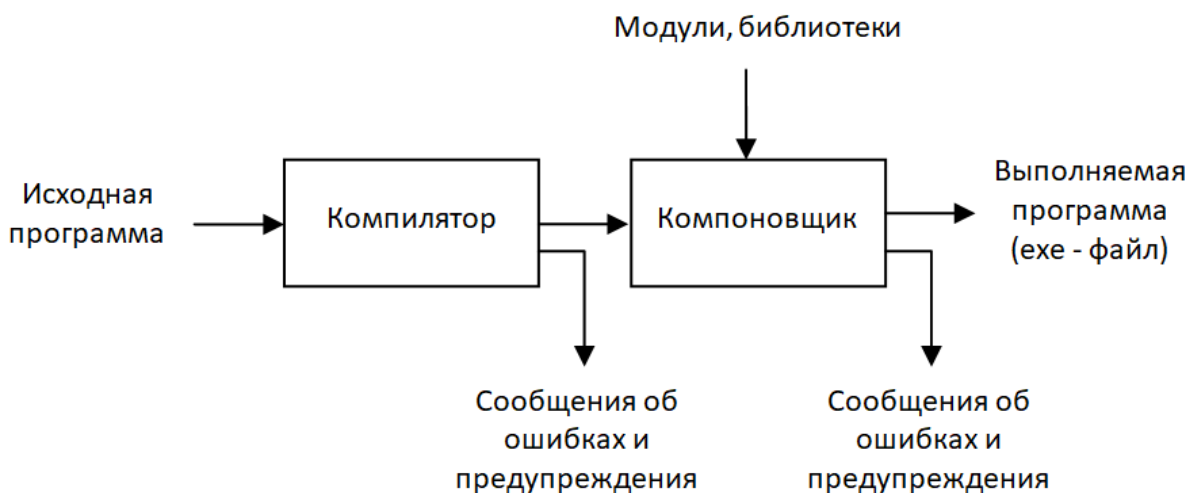 Модули, библиотеки
Исходная
программа
Компилятор
Компоновщик
Выполняемая
программа
(exe - файл)
Сообщения об
ошибках и
предупреждения
Сообщения об
ошибках и
предупреждения